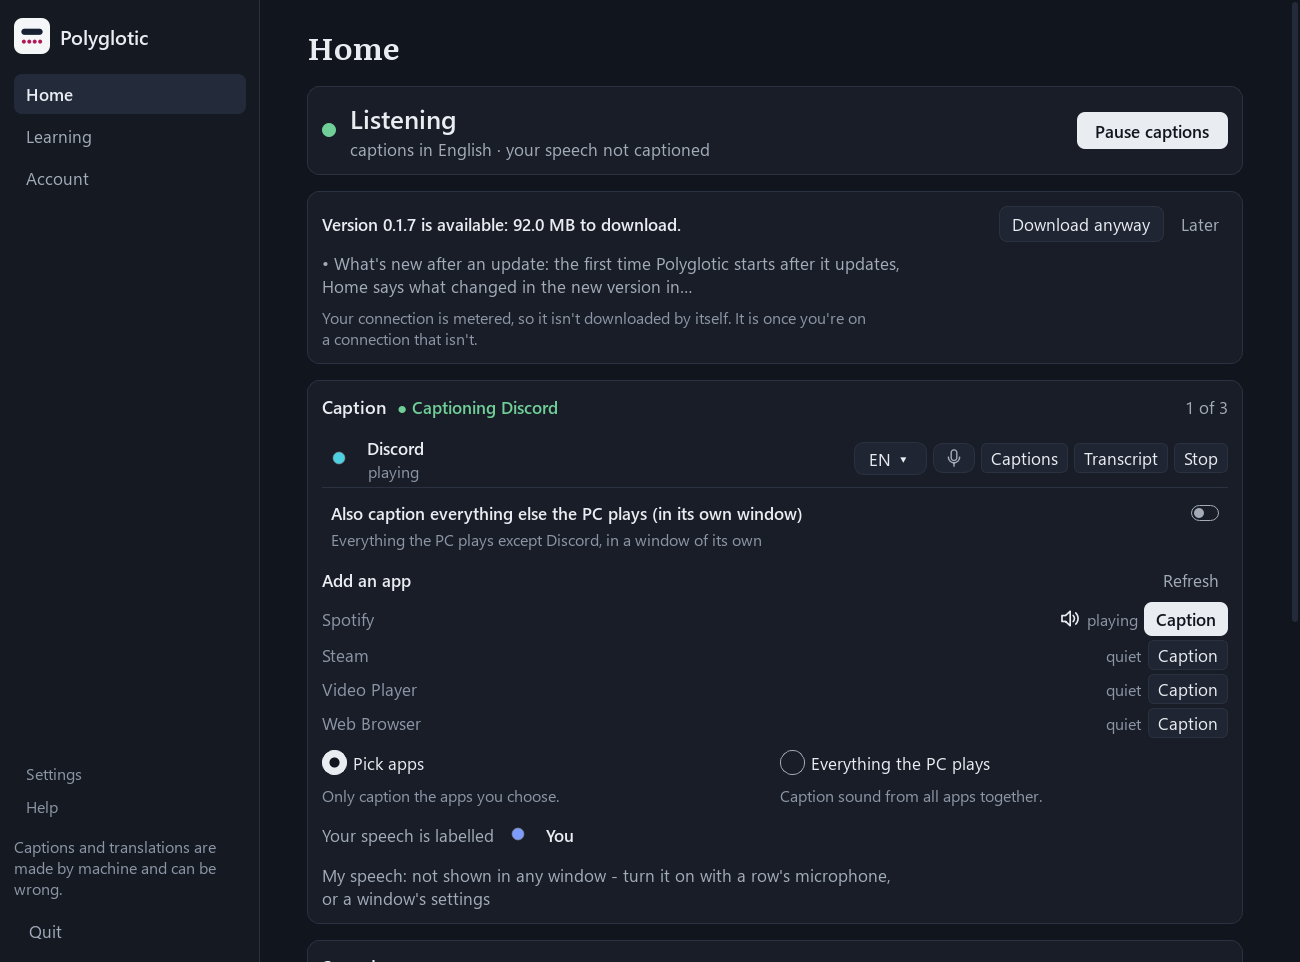 Polyglotic
Home
Learning
Account
Settings
Help
Captions and translations are
made by machine and can be
wrong.
Quit
Home
Listening
captions in English · your speech not captioned
Pause captions
Version 0.1.7 is available: 92.0 MB to download.
Download anyway
Later
• What's new after an update: the first time Polyglotic starts after it updates,
Home says what changed in the new version in...
Your connection is metered, so it isn't downloaded by itself. It is once you're on
a connection that isn't.
Caption • Captioning Discord
1 of 3
Discord
playing
EN ▾
Captions
Transcript
Stop
Also caption everything else the PC plays (in its own window)
Everything the PC plays except Discord, in a window of its own
Add an app
Refresh
Spotify
playing
Caption
Steam
quiet
Caption
Video Player
quiet
Caption
Web Browser
quiet
Caption
Pick apps
Only caption the apps you choose.
Everything the PC plays
Caption sound from all apps together.
Your speech is labelled
You
My speech: not shown in any window - turn it on with a row's microphone,
or a window's settings